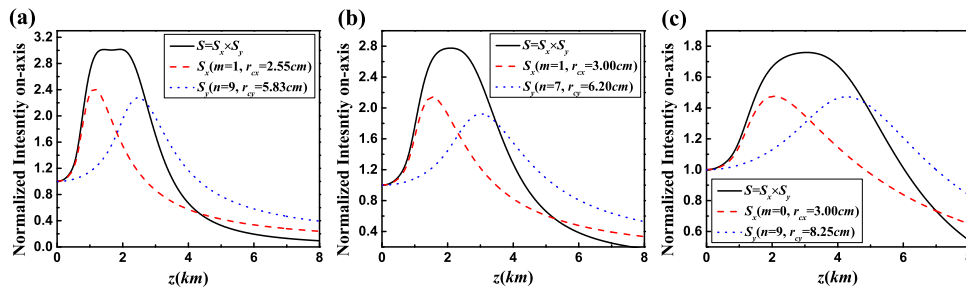 (a)
Normalized Intesntiy on-axis
3.2
2.8
2.4
2.0
1.6
1.2
0.8
0.4
0.0
S=Sx×Sy
Sx(m=1, rcx=2.55cm)
Sy(n=9, rcy=5.83cm)
0 2 4 6 8
z(km)
(b)
Normalized Intesntiy on-axis
2.8
2.4
2.0
1.6
1.2
0.8
0.4
S=Sx×Sy
Sx(m=1, rcx=3.00cm)
Sy(n=7, rcy=6.20cm)
0 2 4 6 8
z(km)
(c)
Normalized Intesntiy on-axis
1.8
1.6
1.4
1.2
1.0
0.8
0.6
S=Sx×Sy
Sx(m=0, rcx=3.00cm)
Sy(n=9, rcy=8.25cm)
0 2 4 6 8
z(km)